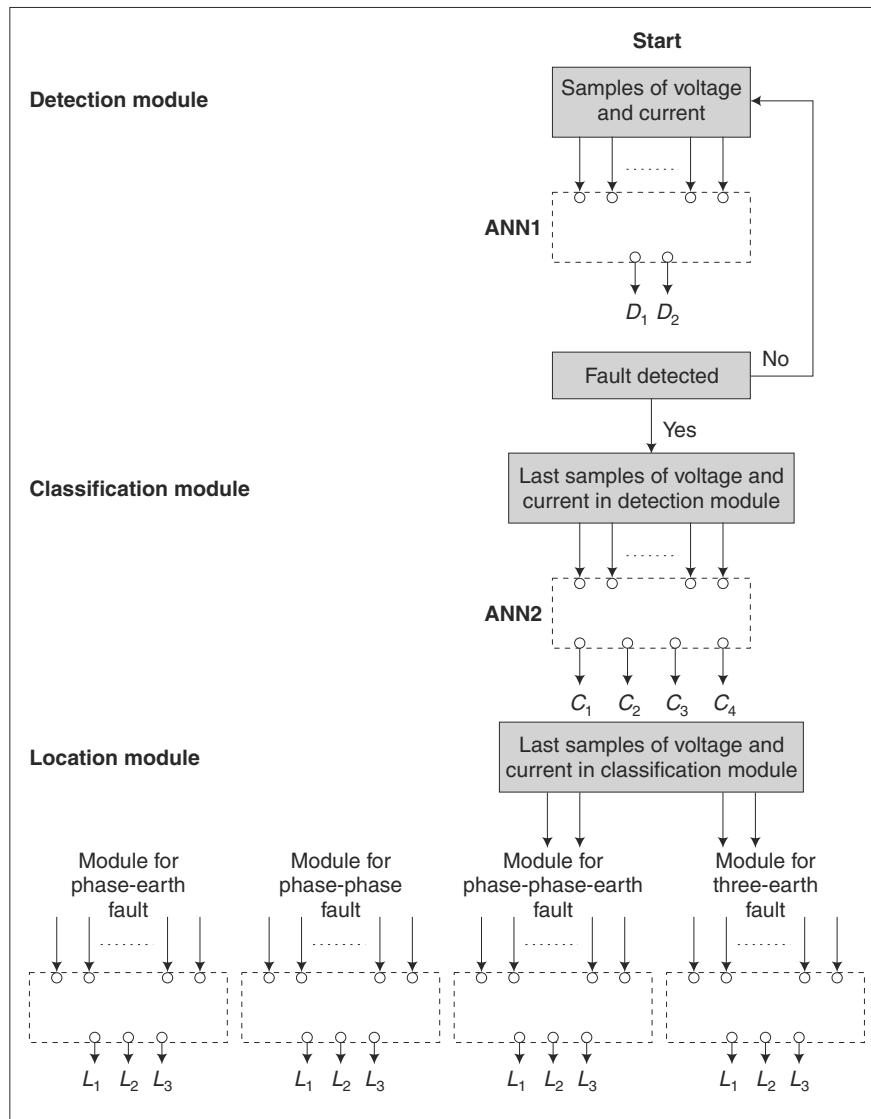 Start
Detection module
Samples of voltage
and current
ANN1
D1 D2
Fault detected
No
Yes
Classification module
Last samples of voltage and
current in detection module
ANN2
C1 C2 C3 C4
Location module
Last samples of voltage and
current in classification module
Module for
phase-earth
fault
Module for
phase-phase
fault
Module for
phase-phase-earth
fault
Module for
three-earth
fault
L1 L2 L3
L1 L2 L3
L1 L2 L3
L1 L2 L3